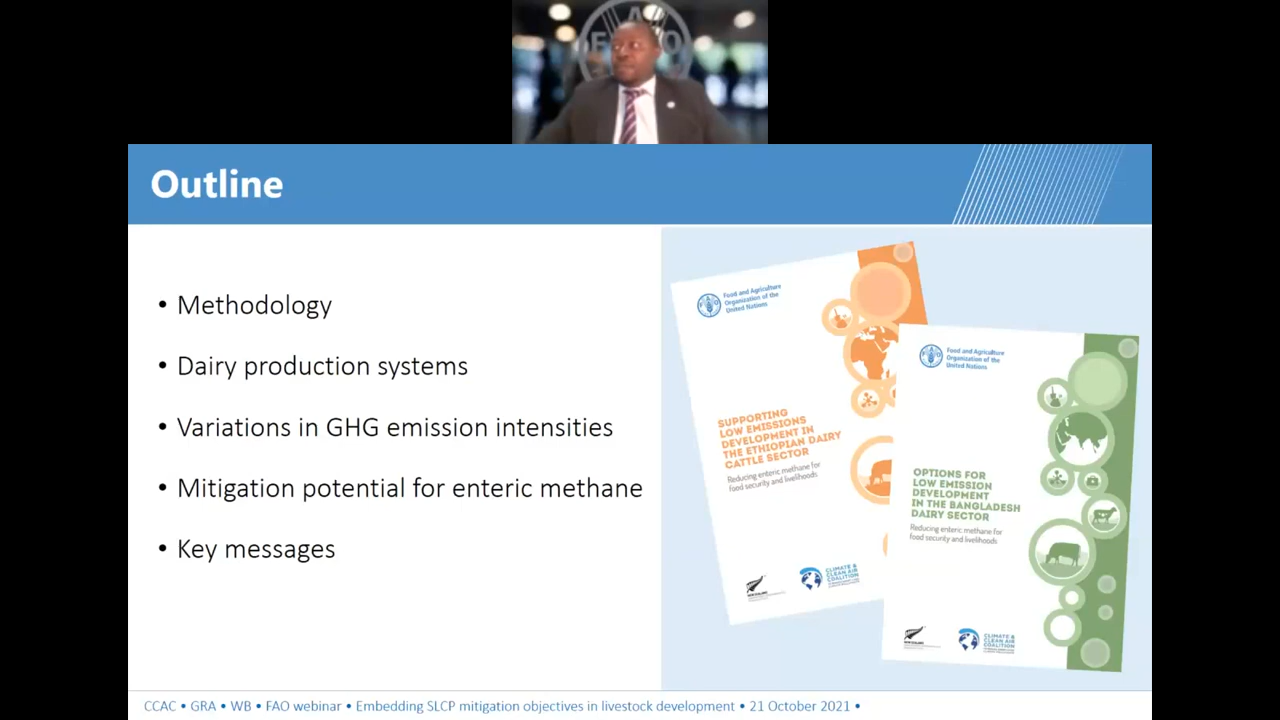 F A O
Outline
• Methodology
• Dairy production systems
• Variations in GHG emission intensities
• Mitigation potential for enteric methane
• Key messages
Food and Agriculture
Organization of the
United Nations
SUPPORTING
LOW EMISSIONS
DEVELOPMENT IN
THE ETHIOPIAN DAIRY
CATTLE SECTOR
Reducing enteric methane for
food security and livelihoods
NEW ZEALAND
CLIMATE &
CLEAN AIR
COALITION
Food and Agriculture
Organization of the
United Nations
OPTIONS FOR
LOW EMISSION
DEVELOPMENT
IN THE BANGLADESH
DAIRY SECTOR
Reducing enteric methane for
food security and livelihoods
NEW ZEALAND
CLIMATE &
CLEAN AIR
COALITION
CCAC • GRA • WB • FAO webinar • Embedding SLCP mitigation objectives in livestock development • 21 October 2021 •